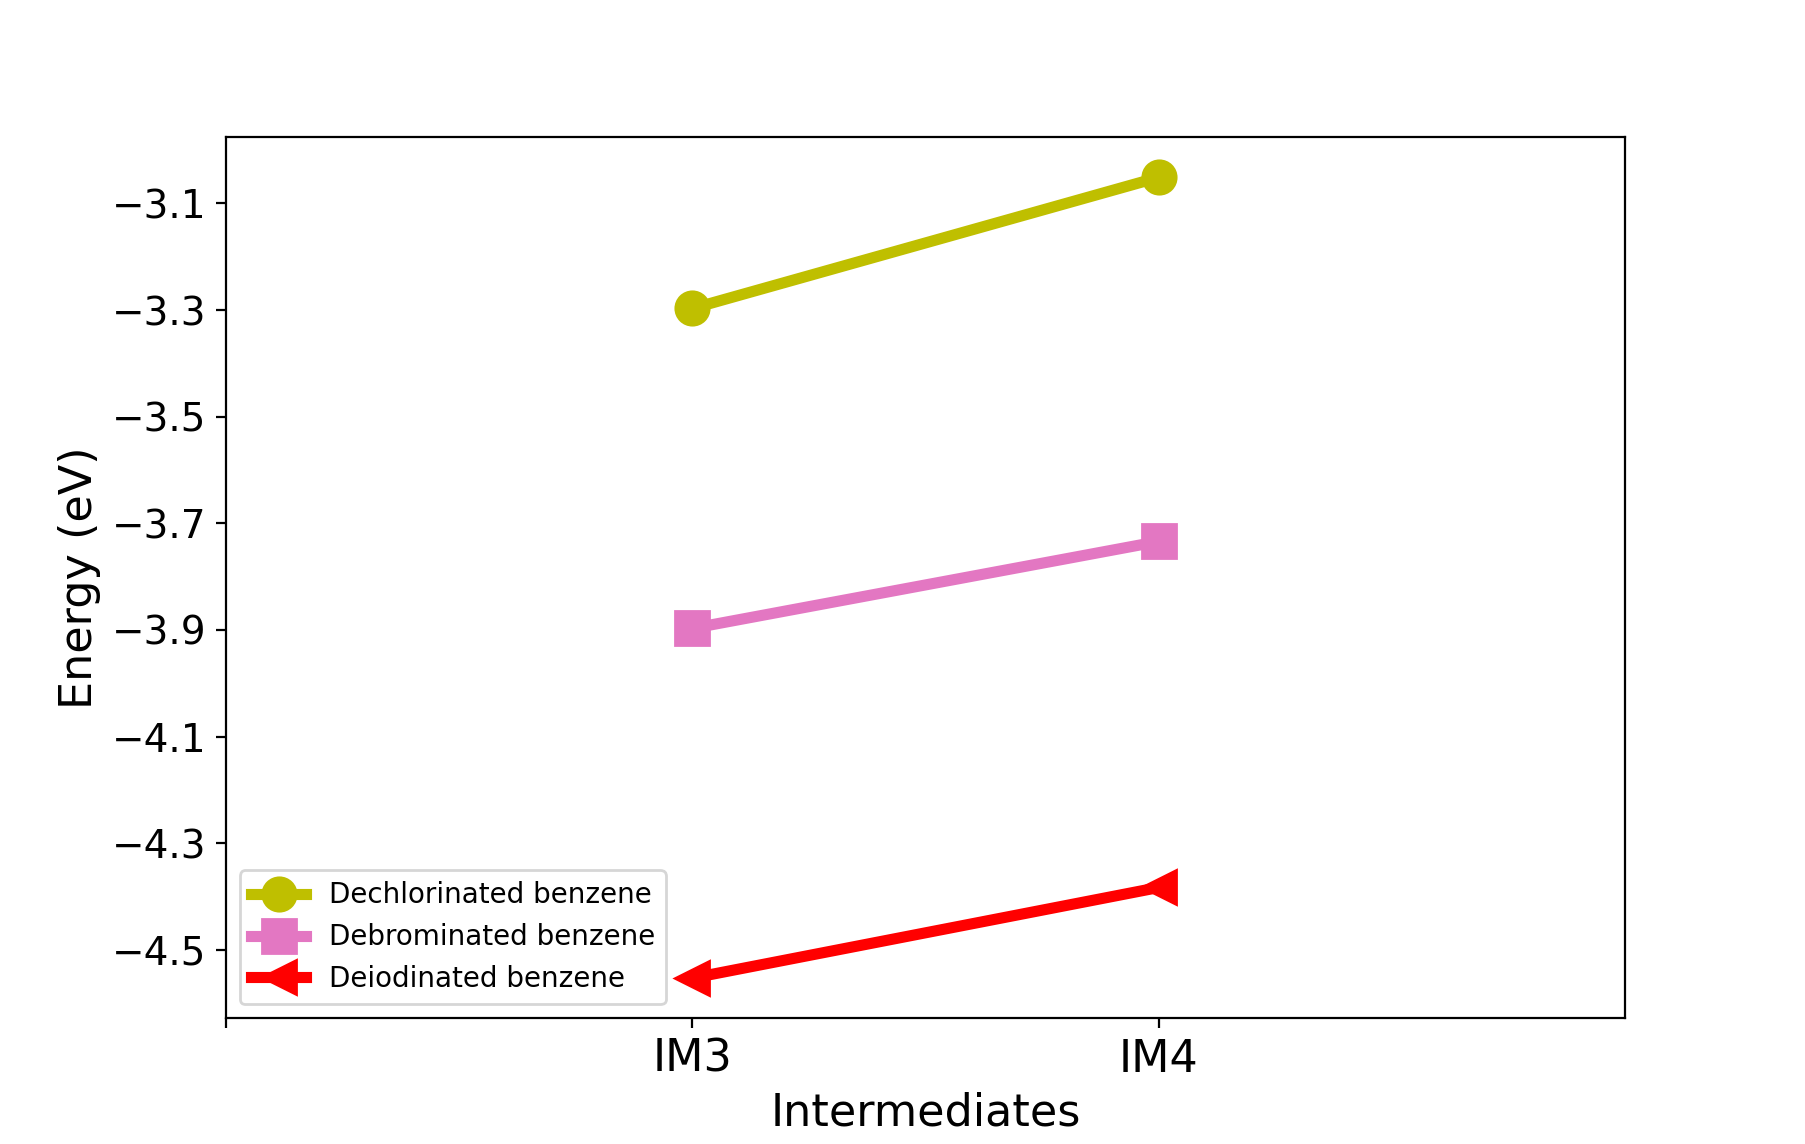 −3.1
−3.3
−3.5
−3.7
−3.9
−4.1
−4.3
−4.5
Energy (eV)
Dechlorinated benzene
Debrominated benzene
Deiodinated benzene
IM3
IM4
Intermediates